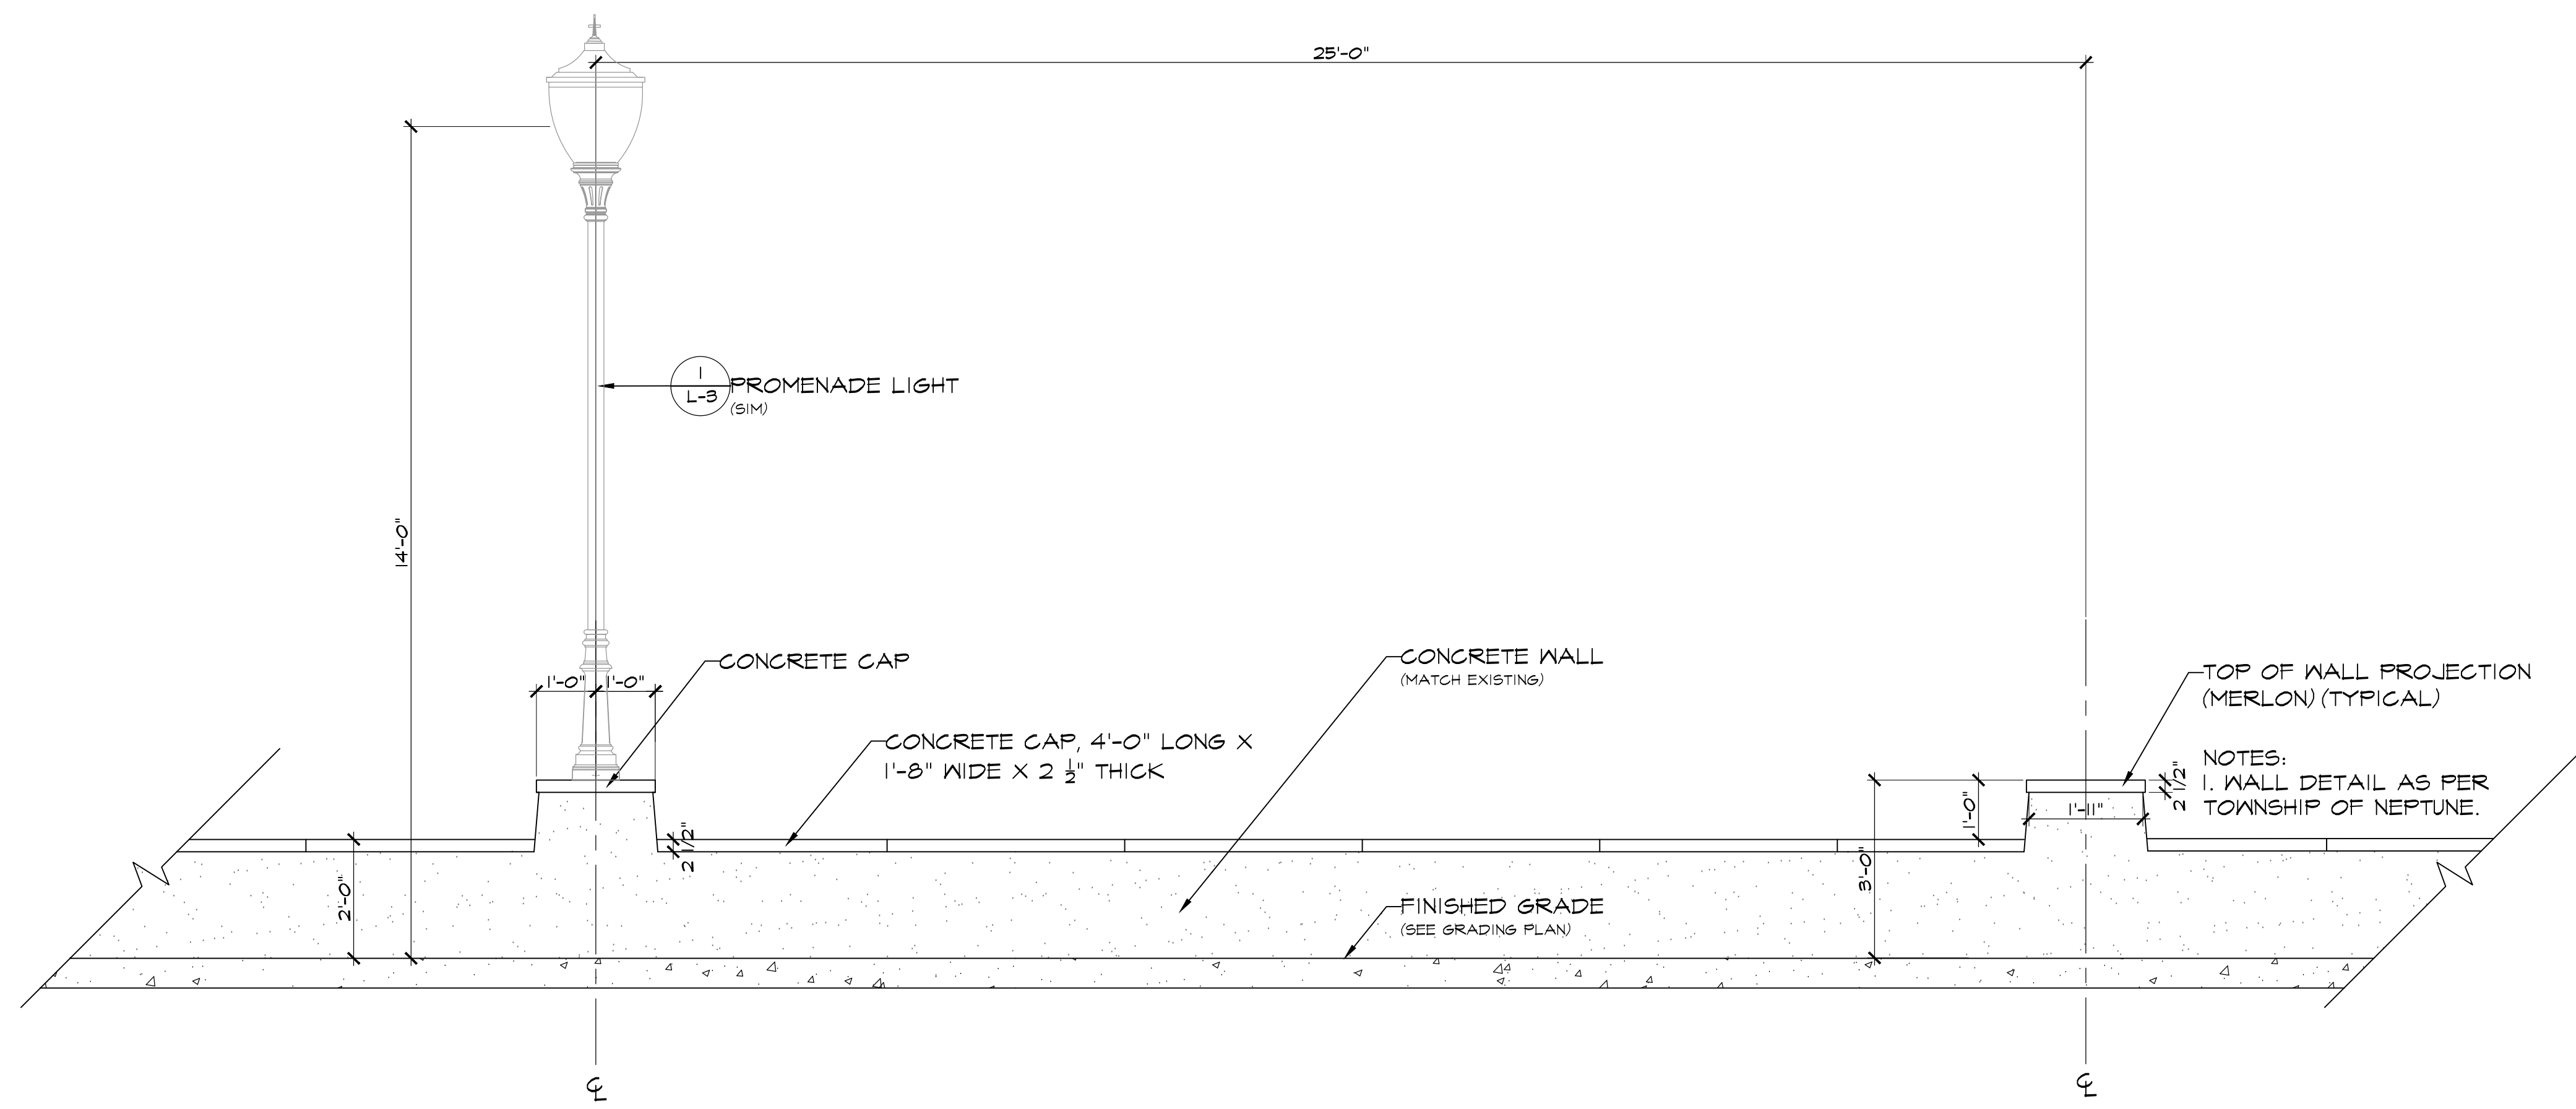 25'-0"
14'-0"
1
L-3
PROMENADE LIGHT
(SIM)
CONCRETE CAP
1'-0"
1'-0"
CONCRETE CAP, 4'-0" LONG X
1'-8" WIDE X 2 1/2" THICK
CONCRETE WALL
(MATCH EXISTING)
TOP OF WALL PROJECTION
(MERLON) (TYPICAL)
NOTES:
1. WALL DETAIL AS PER
TOWNSHIP OF NEPTUNE.
2 1/2"
1'-0"
1'-11"
2 1/2"
3'-0"
2'-0"
FINISHED GRADE
(SEE GRADING PLAN)
℄
℄